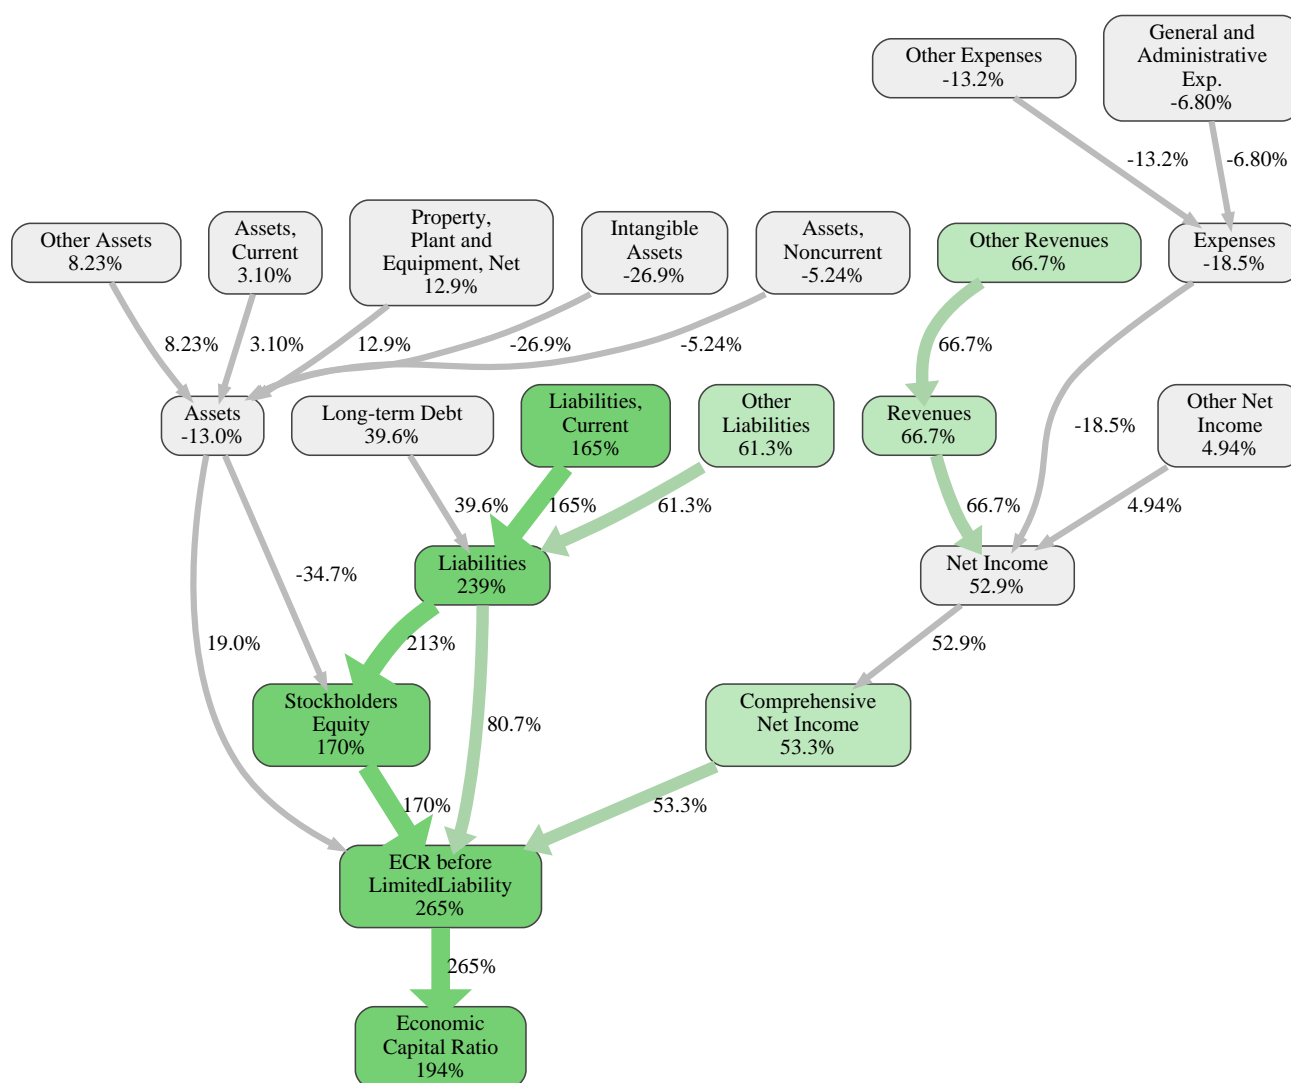 General and
Administrative
Exp.
-6.80%
Other Expenses
-13.2%
-13.2%
-6.80%
Other Assets
8.23%
Assets,
Current
3.10%
Property,
Plant and
Equipment, Net
12.9%
Intangible
Assets
-26.9%
Assets,
Noncurrent
-5.24%
Other Revenues
66.7%
Expenses
-18.5%
8.23%
3.10%
12.9%
-26.9%
-5.24%
66.7%
Assets
-13.0%
Long-term Debt
39.6%
Liabilities,
Current
165%
Other
Liabilities
61.3%
Revenues
66.7%
-18.5%
Other Net
Income
4.94%
39.6%
165%
61.3%
66.7%
4.94%
Liabilities
239%
Net Income
52.9%
-34.7%
19.0%
213%
52.9%
Stockholders
Equity
170%
80.7%
Comprehensive
Net Income
53.3%
170%
53.3%
ECR before
LimitedLiability
265%
265%
Economic
Capital Ratio
194%